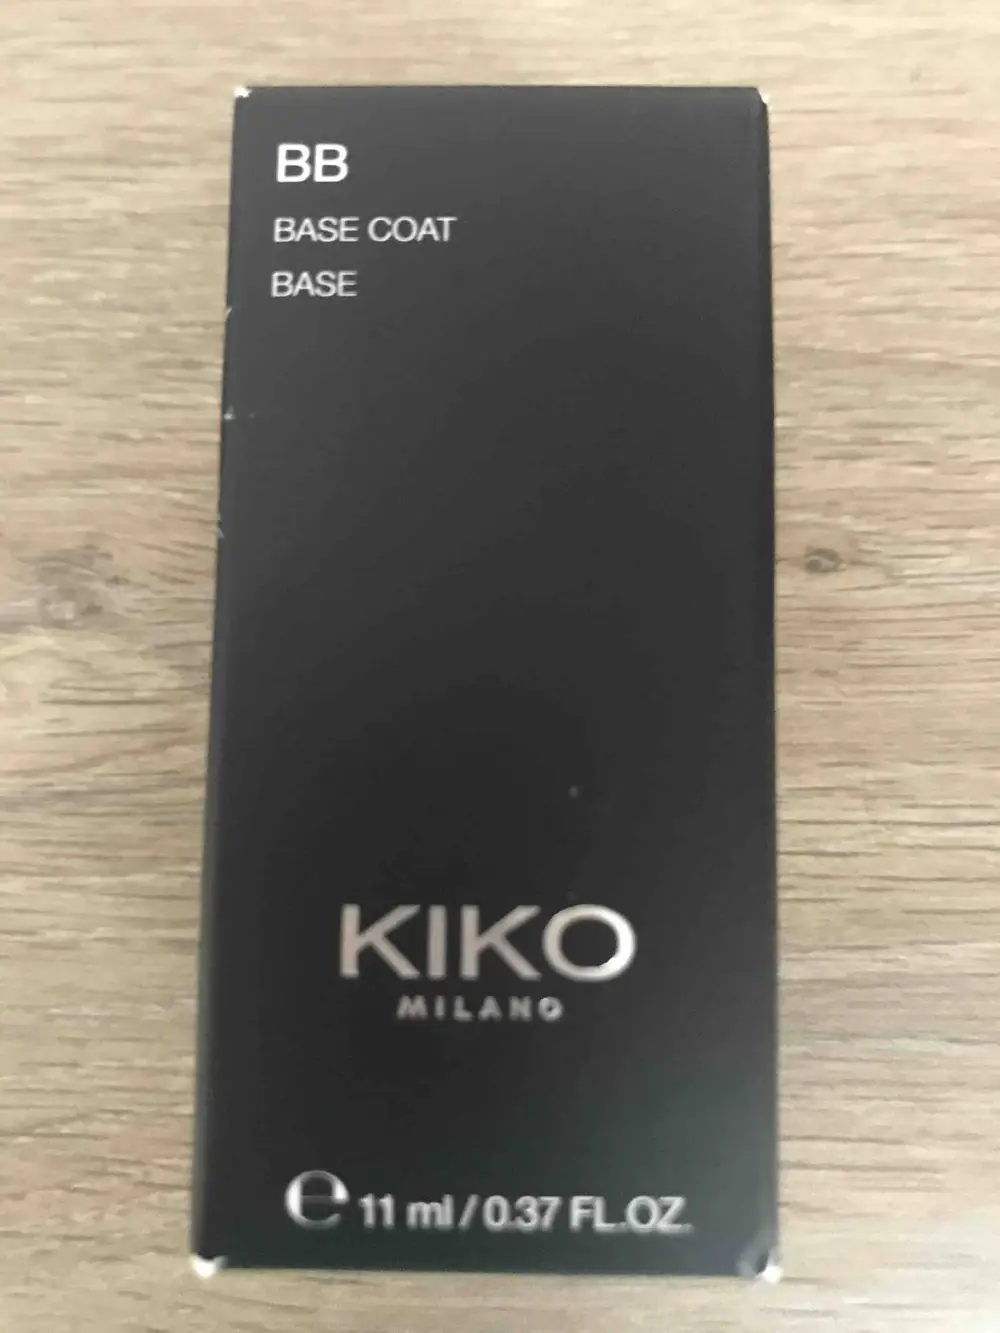 BB
BASE COAT
BASE
KIKO
MILANO
℮ 11 ml / 0.37 FL.OZ.